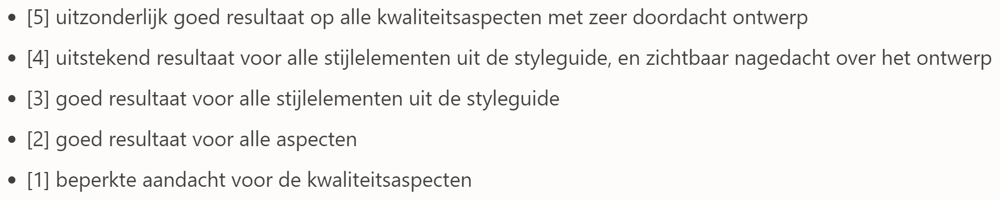 • [5] uitzonderlijk goed resultaat op alle kwaliteitsaspecten met zeer doordacht ontwerp
• [4] uitstekend resultaat voor alle stijlelementen uit de styleguide, en zichtbaar nagedacht over het ontwerp
• [3] goed resultaat voor alle stijlelementen uit de styleguide
• [2] goed resultaat voor alle aspecten
• [1] beperkte aandacht voor de kwaliteitsaspecten